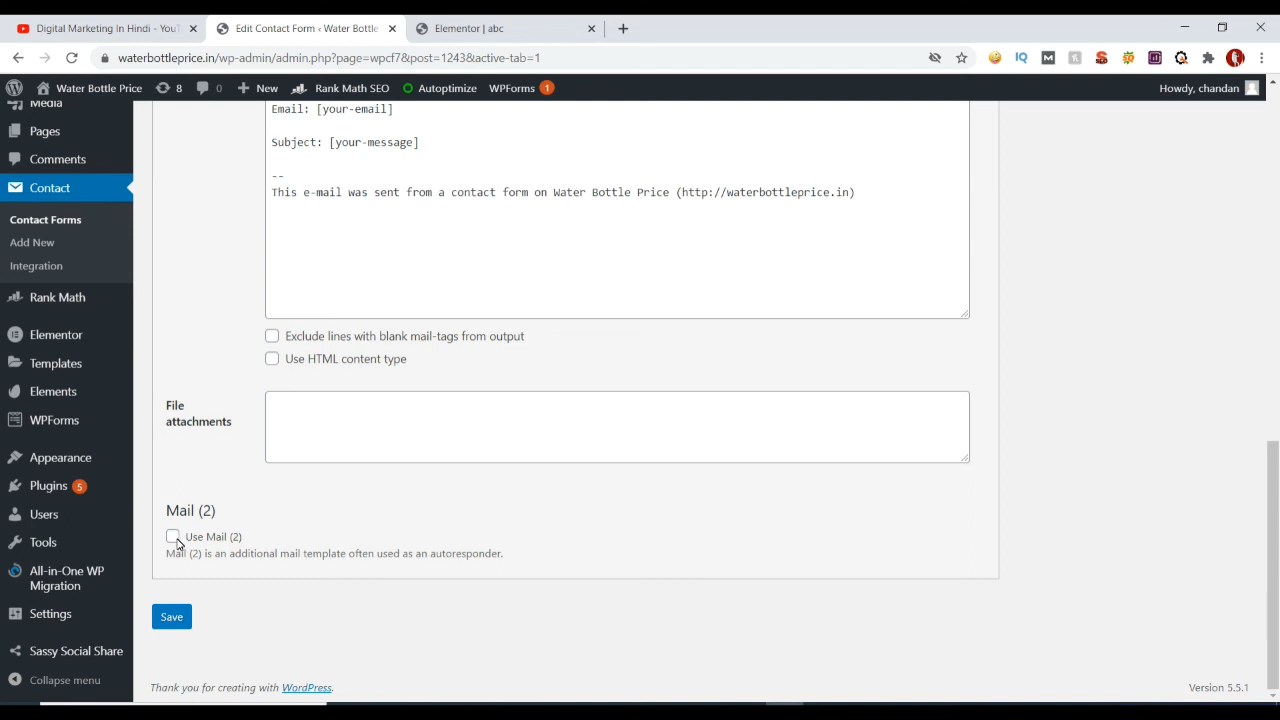 Digital Marketing In Hindi - YouT
Edit Contact Form ‹ Water Bottle
Elementor | abc
waterbottleprice.in/wp-admin/admin.php?page=wpcf7&post=1243&active-tab=1
Water Bottle Price
8
0
New
Rank Math SEO
Autoptimize
WPForms 1
Howdy, chandan
Media
Pages
Comments
Contact
Contact Forms
Add New
Integration
Rank Math
Elementor
Templates
Elements
WPForms
Appearance
Plugins 5
Users
Tools
All-in-One WP
Migration
Settings
Sassy Social Share
Collapse menu
Email: [your-email]
Subject: [your-message]
--
This e-mail was sent from a contact form on Water Bottle Price (http://waterbottleprice.in)
Exclude lines with blank mail-tags from output
Use HTML content type
File
attachments
Mail (2)
Use Mail (2)
Mail (2) is an additional mail template often used as an autoresponder.
Save
Thank you for creating with WordPress.
Version 5.5.1